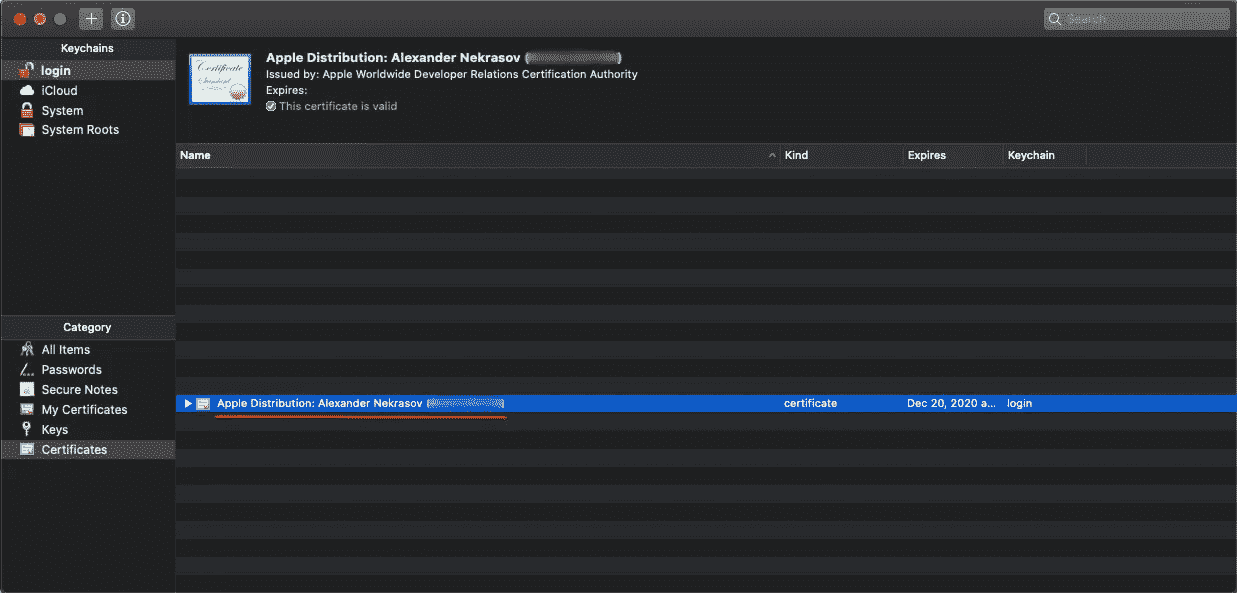 Search
Keychains
login
iCloud
System
System Roots
Apple Distribution: Alexander Nekrasov (
Issued by: Apple Worldwide Developer Relations Certification Authority
Expires:
This certificate is valid
Certificate
Standard
Name Kind Expires Keychain
Apple Distribution: Alexander Nekrasov ( certificate Dec 20, 2020 a... login
Category
All Items
Passwords
Secure Notes
My Certificates
Keys
Certificates